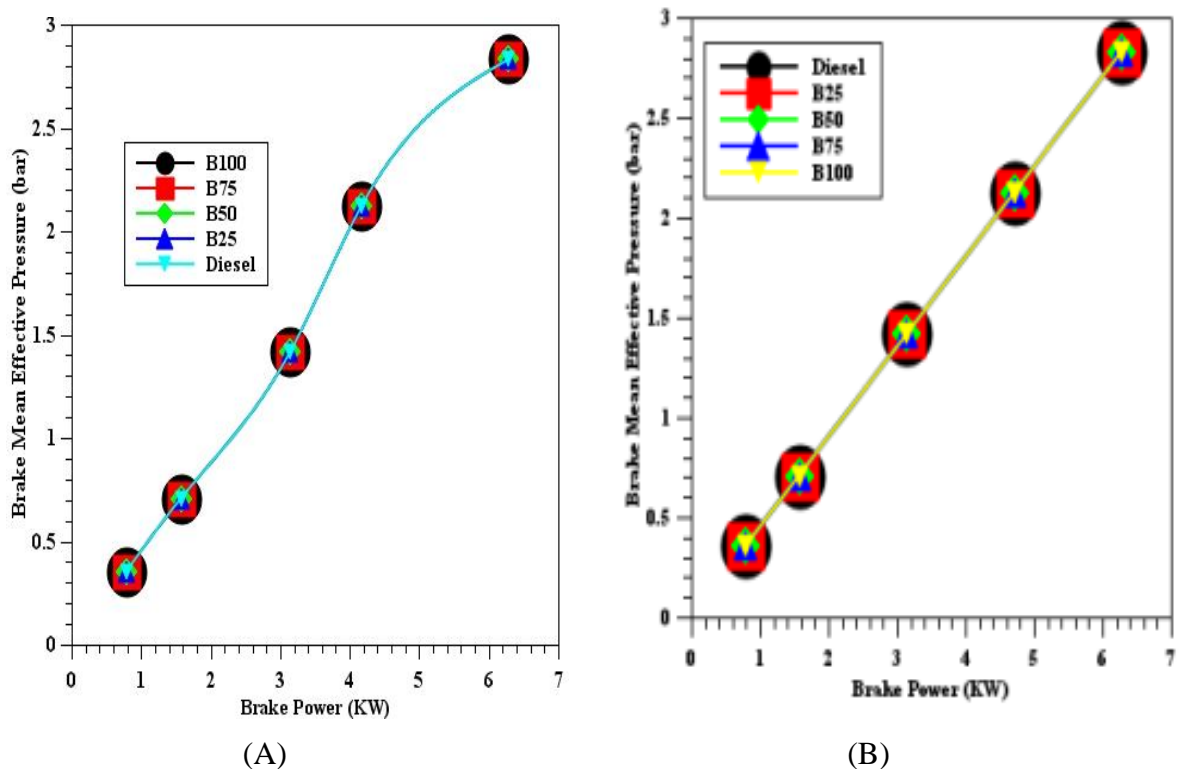 3
2.5
2
1.5
1
0.5
0
Brake Mean Effective Pressure (bar)
B100
B75
B50
B25
Diesel
0 1 2 3 4 5 6 7
Brake Power (KW)
(A)
3
2.5
2
1.5
1
0.5
0
Brake Mean Effective Pressure (bar)
Diesel
B25
B50
B75
B100
0 1 2 3 4 5 6 7
Brake Power (KW)
(B)